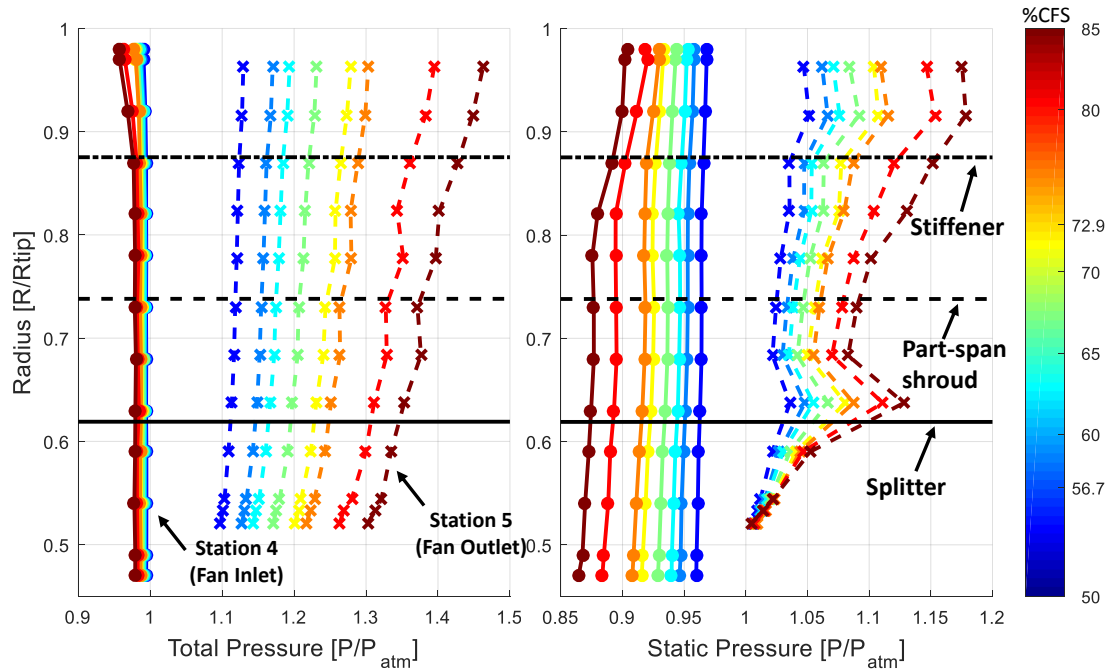 %CFS
1
0.9
0.8
0.7
0.6
0.5
Radius [R/Rtip]
0.9
1
1.1
1.2
1.3
1.4
1.5
Total Pressure [P/Patm]
Station 4
(Fan Inlet)
Station 5
(Fan Outlet)
0.85
0.9
0.95
1
1.05
1.1
1.15
1.2
Static Pressure [P/Patm]
Stiffener
Part-span
shroud
Splitter
85
80
72.9
70
65
60
56.7
50